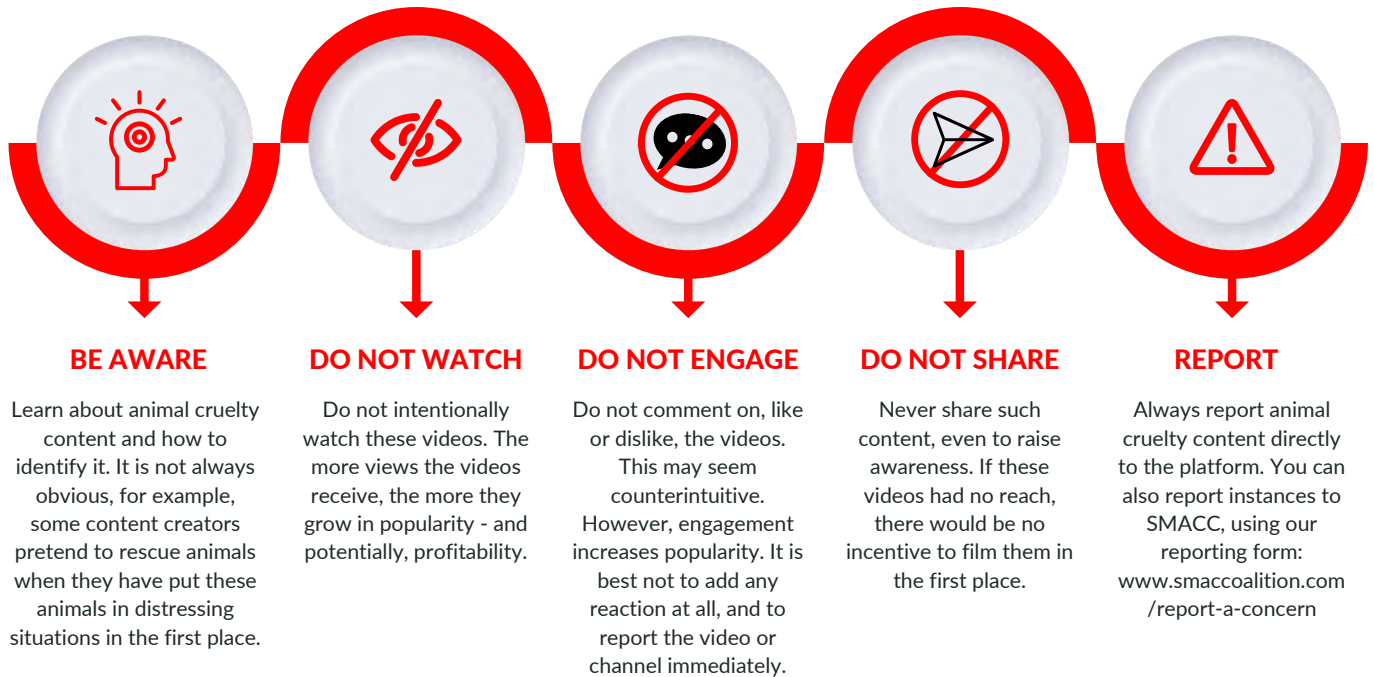 BE AWARE
Learn about animal cruelty
content and how to
identify it. It is not always
obvious, for example,
some content creators
pretend to rescue animals
when they have put these
animals in distressing
situations in the first place.
DO NOT WATCH
Do not intentionally
watch these videos. The
more views the videos
receive, the more they
grow in popularity - and
potentially, profitability.
DO NOT ENGAGE
Do not comment on, like
or dislike, the videos.
This may seem
counterintuitive.
However, engagement
increases popularity. It is
best not to add any
reaction at all, and to
report the video or
channel immediately.
DO NOT SHARE
Never share such
content, even to raise
awareness. If these
videos had no reach,
there would be no
incentive to film them in
the first place.
REPORT
Always report animal
cruelty content directly
to the platform. You can
also report instances to
SMACC, using our
reporting form:
www.smaccoalition.com
/report-a-concern